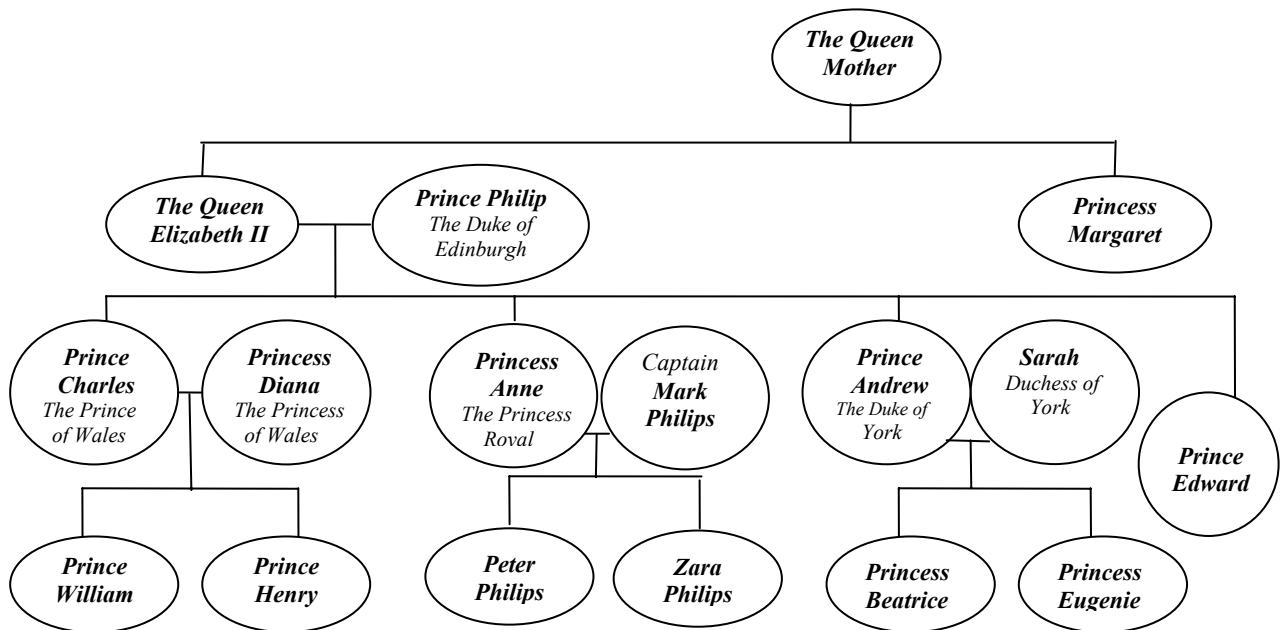 The Queen
Mother
The Queen
Elizabeth II
Prince Philip
The Duke of
Edinburgh
Princess
Margaret
Prince
Charles
The Prince
of Wales
Princess
Diana
The Princess
of Wales
Princess
Anne
The Princess
Roval
Captain
Mark
Philips
Prince
Andrew
The Duke of
York
Sarah
Duchess of
York
Prince
Edward
Prince
William
Prince
Henry
Peter
Philips
Zara
Philips
Princess
Beatrice
Princess
Eugenie